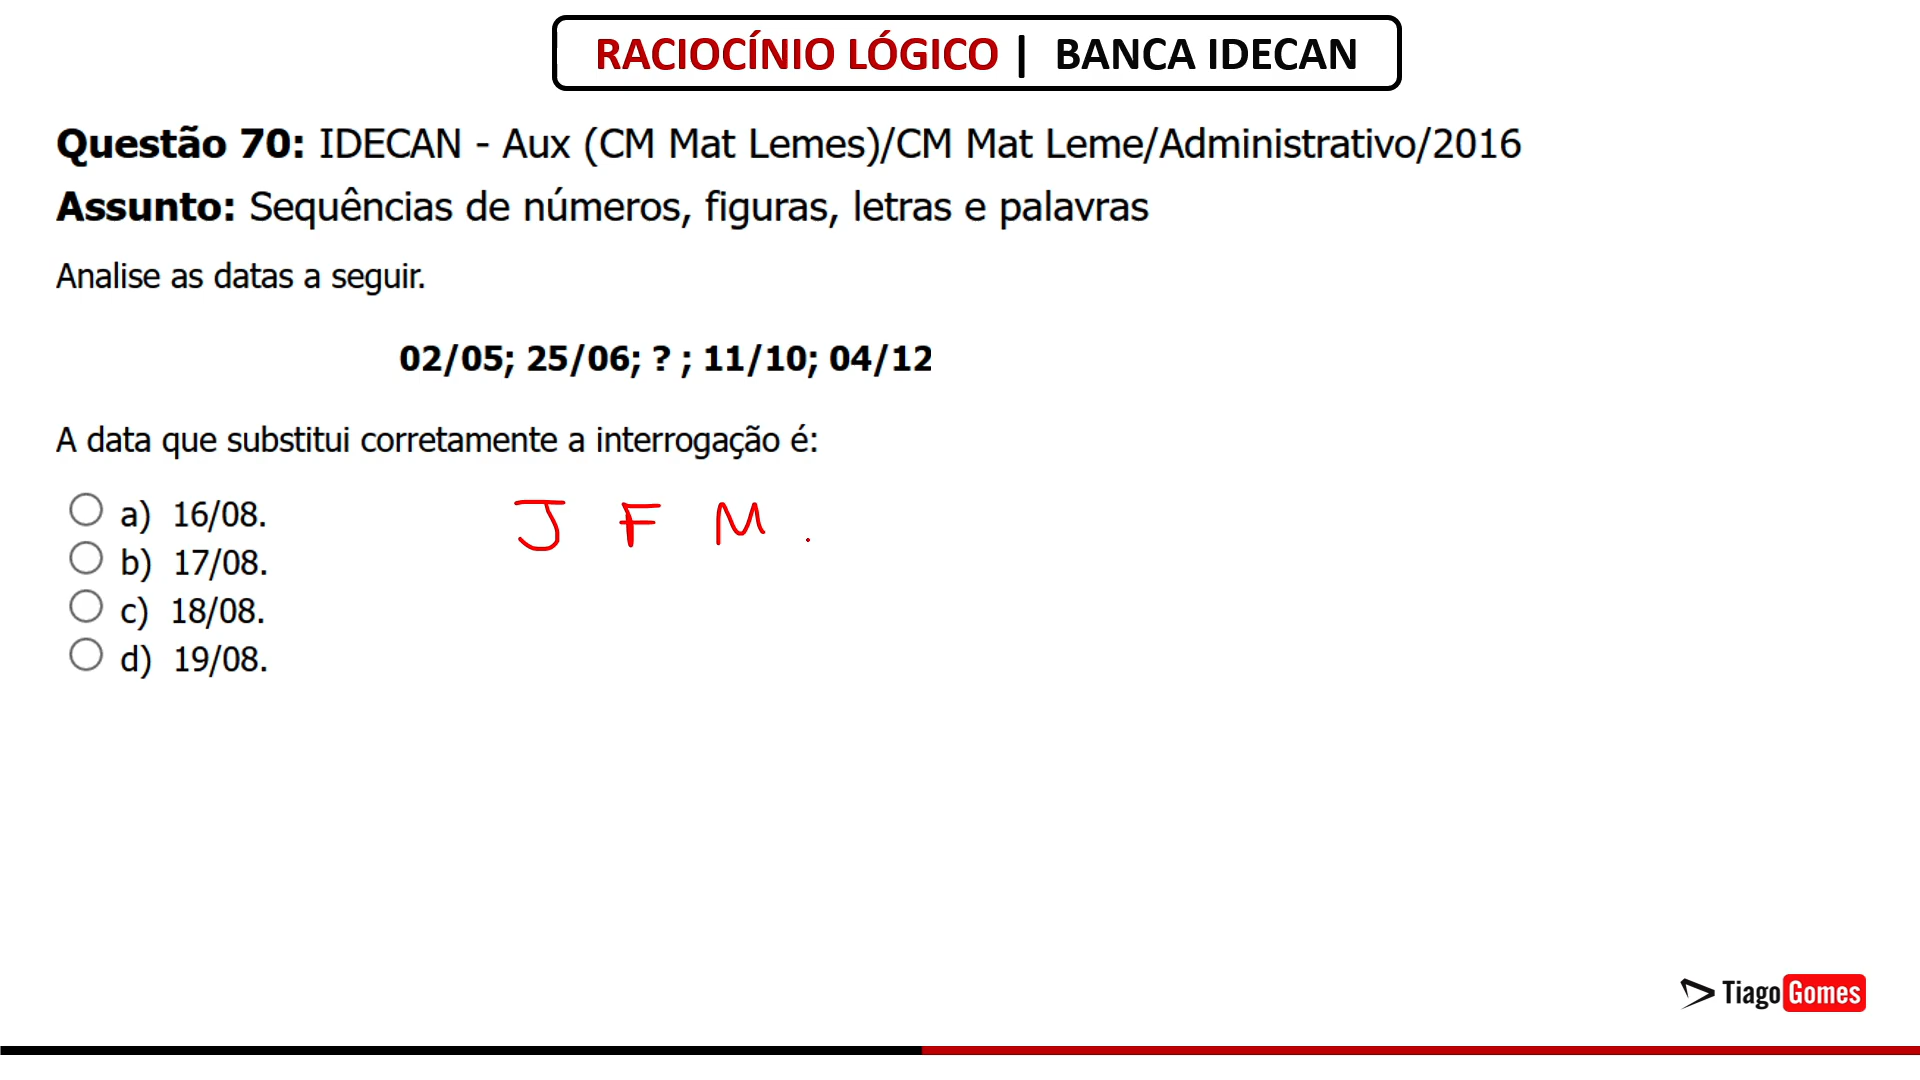 RACIOCÍNIO LÓGICO | BANCA IDECAN
Questão 70: IDECAN - Aux (CM Mat Lemes)/CM Mat Leme/Administrativo/2016
Assunto: Sequências de números, figuras, letras e palavras
Analise as datas a seguir.
02/05; 25/06; ? ; 11/10; 04/12
A data que substitui corretamente a interrogação é:
a) 16/08.
J F M .
b) 17/08.
c) 18/08.
d) 19/08.
Tiago Gomes